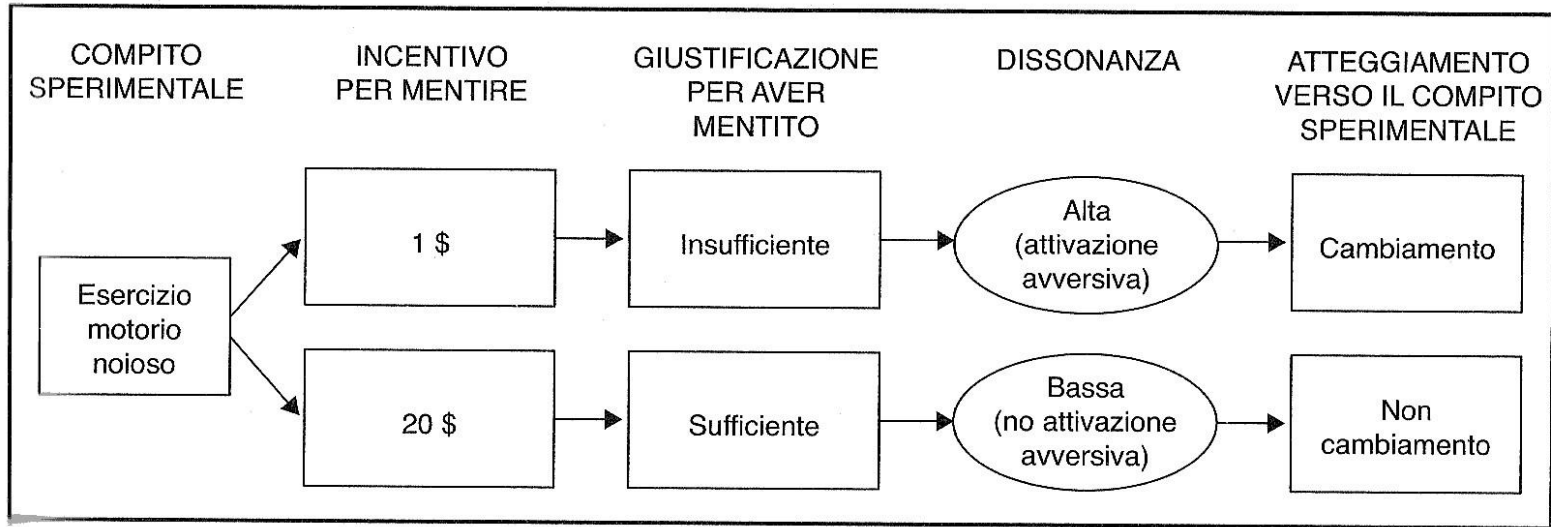 COMPITO
SPERIMENTALE
INCENTIVO
PER MENTIRE
GIUSTIFICAZIONE
PER AVER
MENTITO
DISSONANZA
ATTEGGIAMENTO
VERSO IL COMPITO
SPERIMENTALE
Esercizio
motorio
noioso
1 $
Insufficiente
Alta
(attivazione
avversiva)
Cambiamento
20 $
Sufficiente
Bassa
(no attivazione
avversiva)
Non
cambiamento